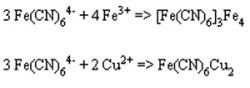 3 Fe(CN)₆⁴⁻ + 4 Fe³⁺ => [Fe(CN)₆]₃Fe₄
3 Fe(CN)₆⁴⁻ + 2 Cu²⁺ => Fe(CN)₆Cu₂